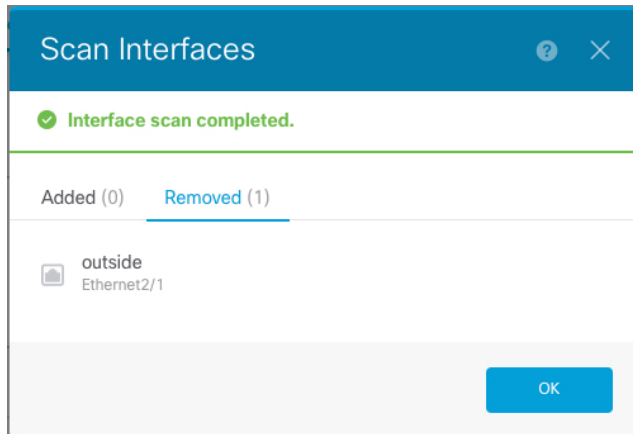 Scan Interfaces
Interface scan completed.
Added (0) Removed (1)
outside
Ethernet2/1
OK